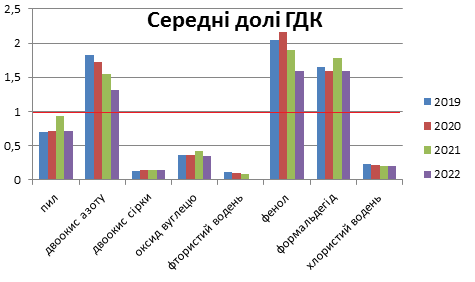 Середні долі ГДК
2,5
2
1,5
1
0,5
0
2019
2020
2021
2022
пил
двоокис азоту
двоокис сірки
оксид вуглецю
фтористий водень
фенол
формальдегід
хлористий водень